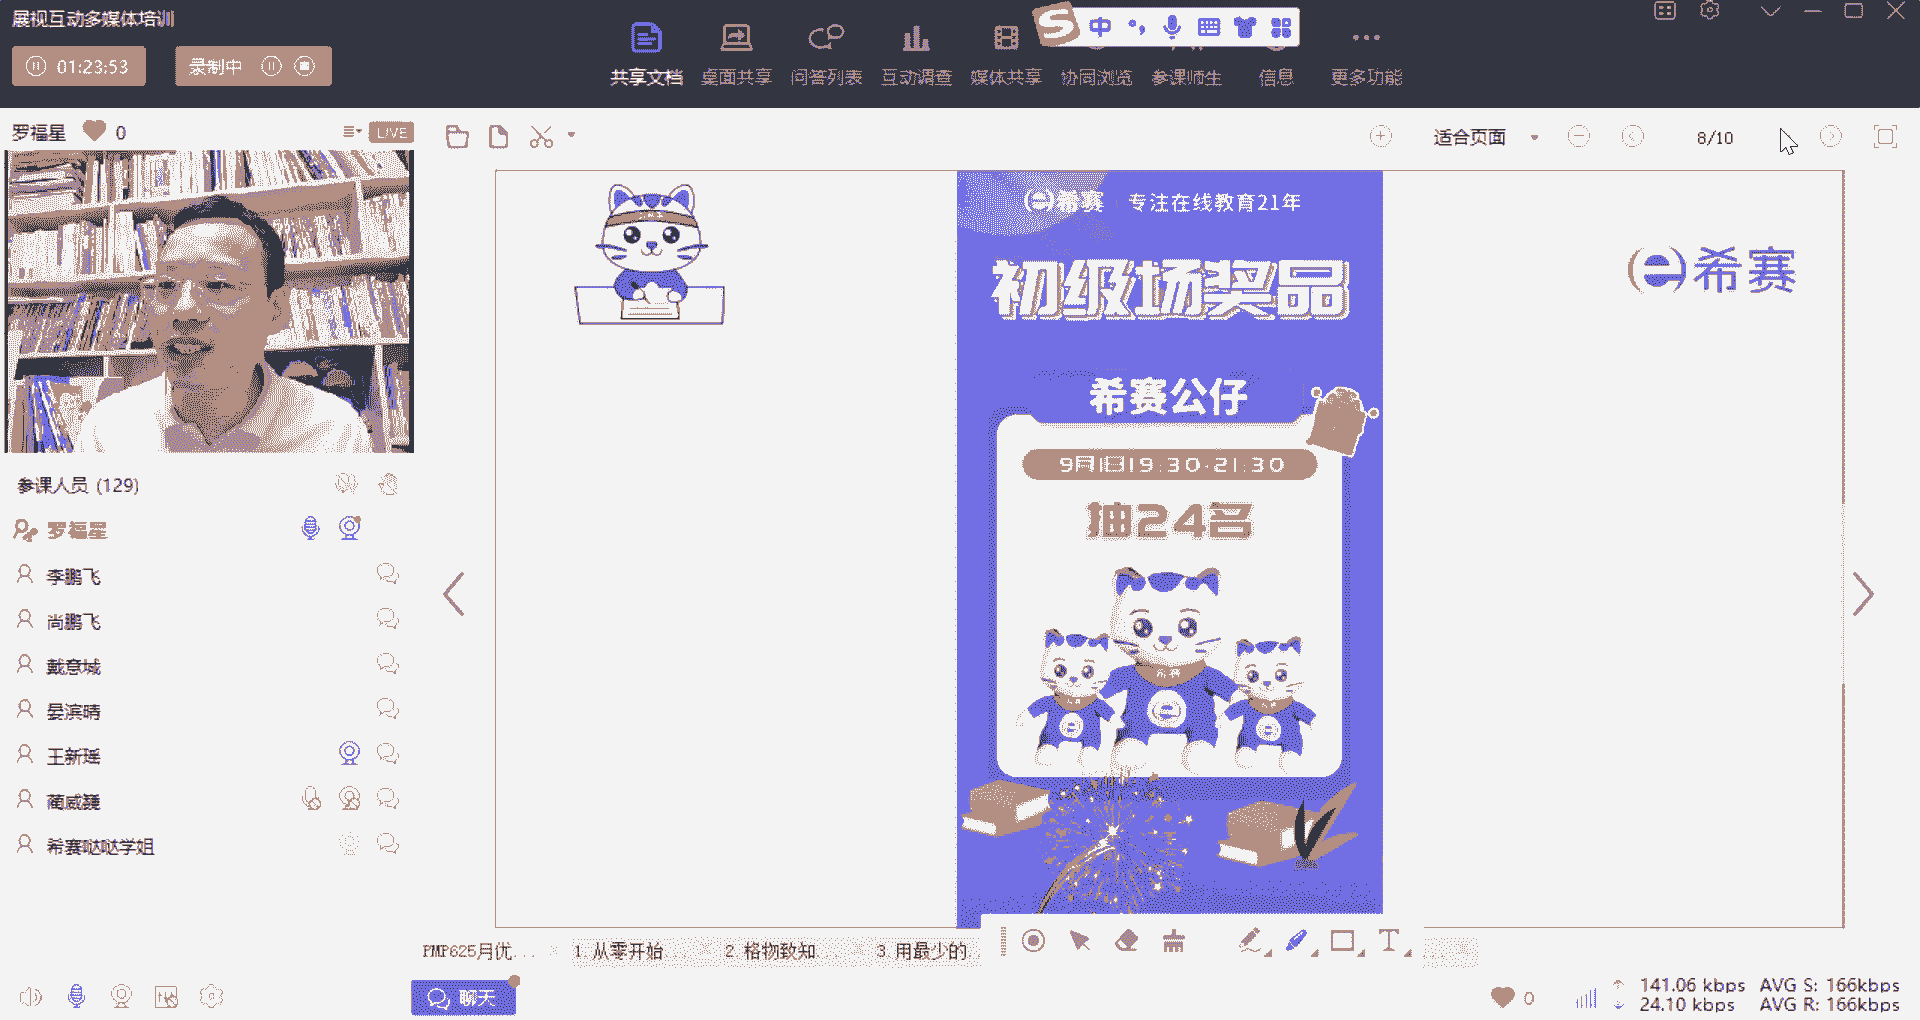 展视互动多媒体培训
01:23:53
录制中
共享文档
桌面共享
问答列表
互动调查
媒体共享
协同浏览
参课师生
信息
更多功能
中
罗福星
0
LIVE
适合页面
8/10
希赛
专注在线教育21年
初级场奖品
希赛公仔
9月1日19:30-21:30
抽24名
希赛
参课人员 (129)
罗福星
李鹏飞
尚鹏飞
戴意城
晏滨晴
王新瑶
希赛哒哒学姐
PMP625月优...
1. 从零开始
2. 格物致知
3. 用最少的
聊天
0
141.06 kbps
AVG S: 166kbps
24.10 kbps
AVG R: 166kbps